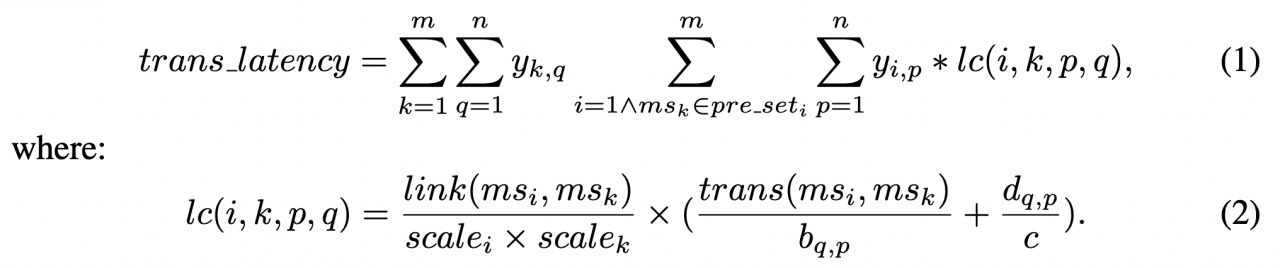 trans_latency = \sum_{k=1}^{m} \sum_{q=1}^{n} y_{k,q} \sum_{i=1 \wedge ms_k \in pre\_set_i}^{m} \sum_{p=1}^{n} y_{i,p} * lc(i, k, p, q), (1)
where:
lc(i, k, p, q) = \frac{link(ms_i, ms_k)}{scale_i \times scale_k} \times (\frac{trans(ms_i, ms_k)}{b_{q,p}} + \frac{d_{q,p}}{c}). (2)